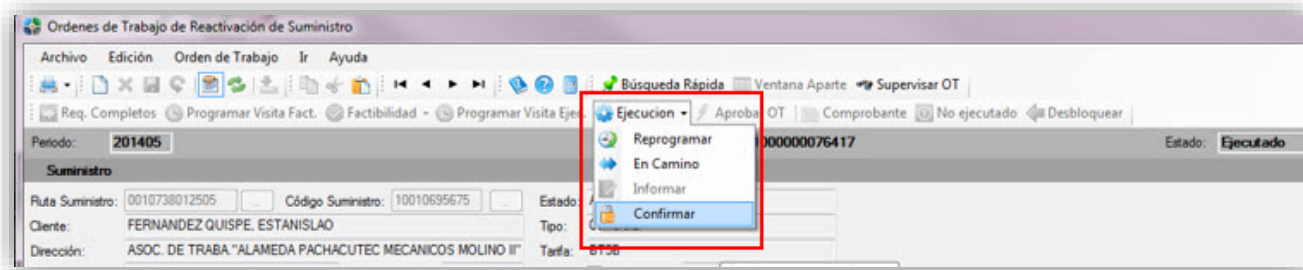 Ordenes de Trabajo de Reactivación de Suministro
Archivo Edición Orden de Trabajo Ir Ayuda
Búsqueda Rápida Ventana Aparte Supervisar OT
Req. Completos Programar Visita Fact. Factibilidad Programar Visita Ejec. Ejecucion Aprobar OT Comprobante No ejecutado Desbloquear
Periodo: 201405 000000076417 Estado: Ejecutado
Reprogramar
En Camino
Informar
Confirmar
Suministro
Ruta Suministro: 0010738012505 ... Código Suministro: 10010695675 ... Estado:
Cliente: FERNANDEZ QUISPE, ESTANISLAO Tipo:
Dirección: ASOC. DE TRABA."ALAMEDA PACHACUTEC MECANICOS MOLINO II" Tarifa: BT5B